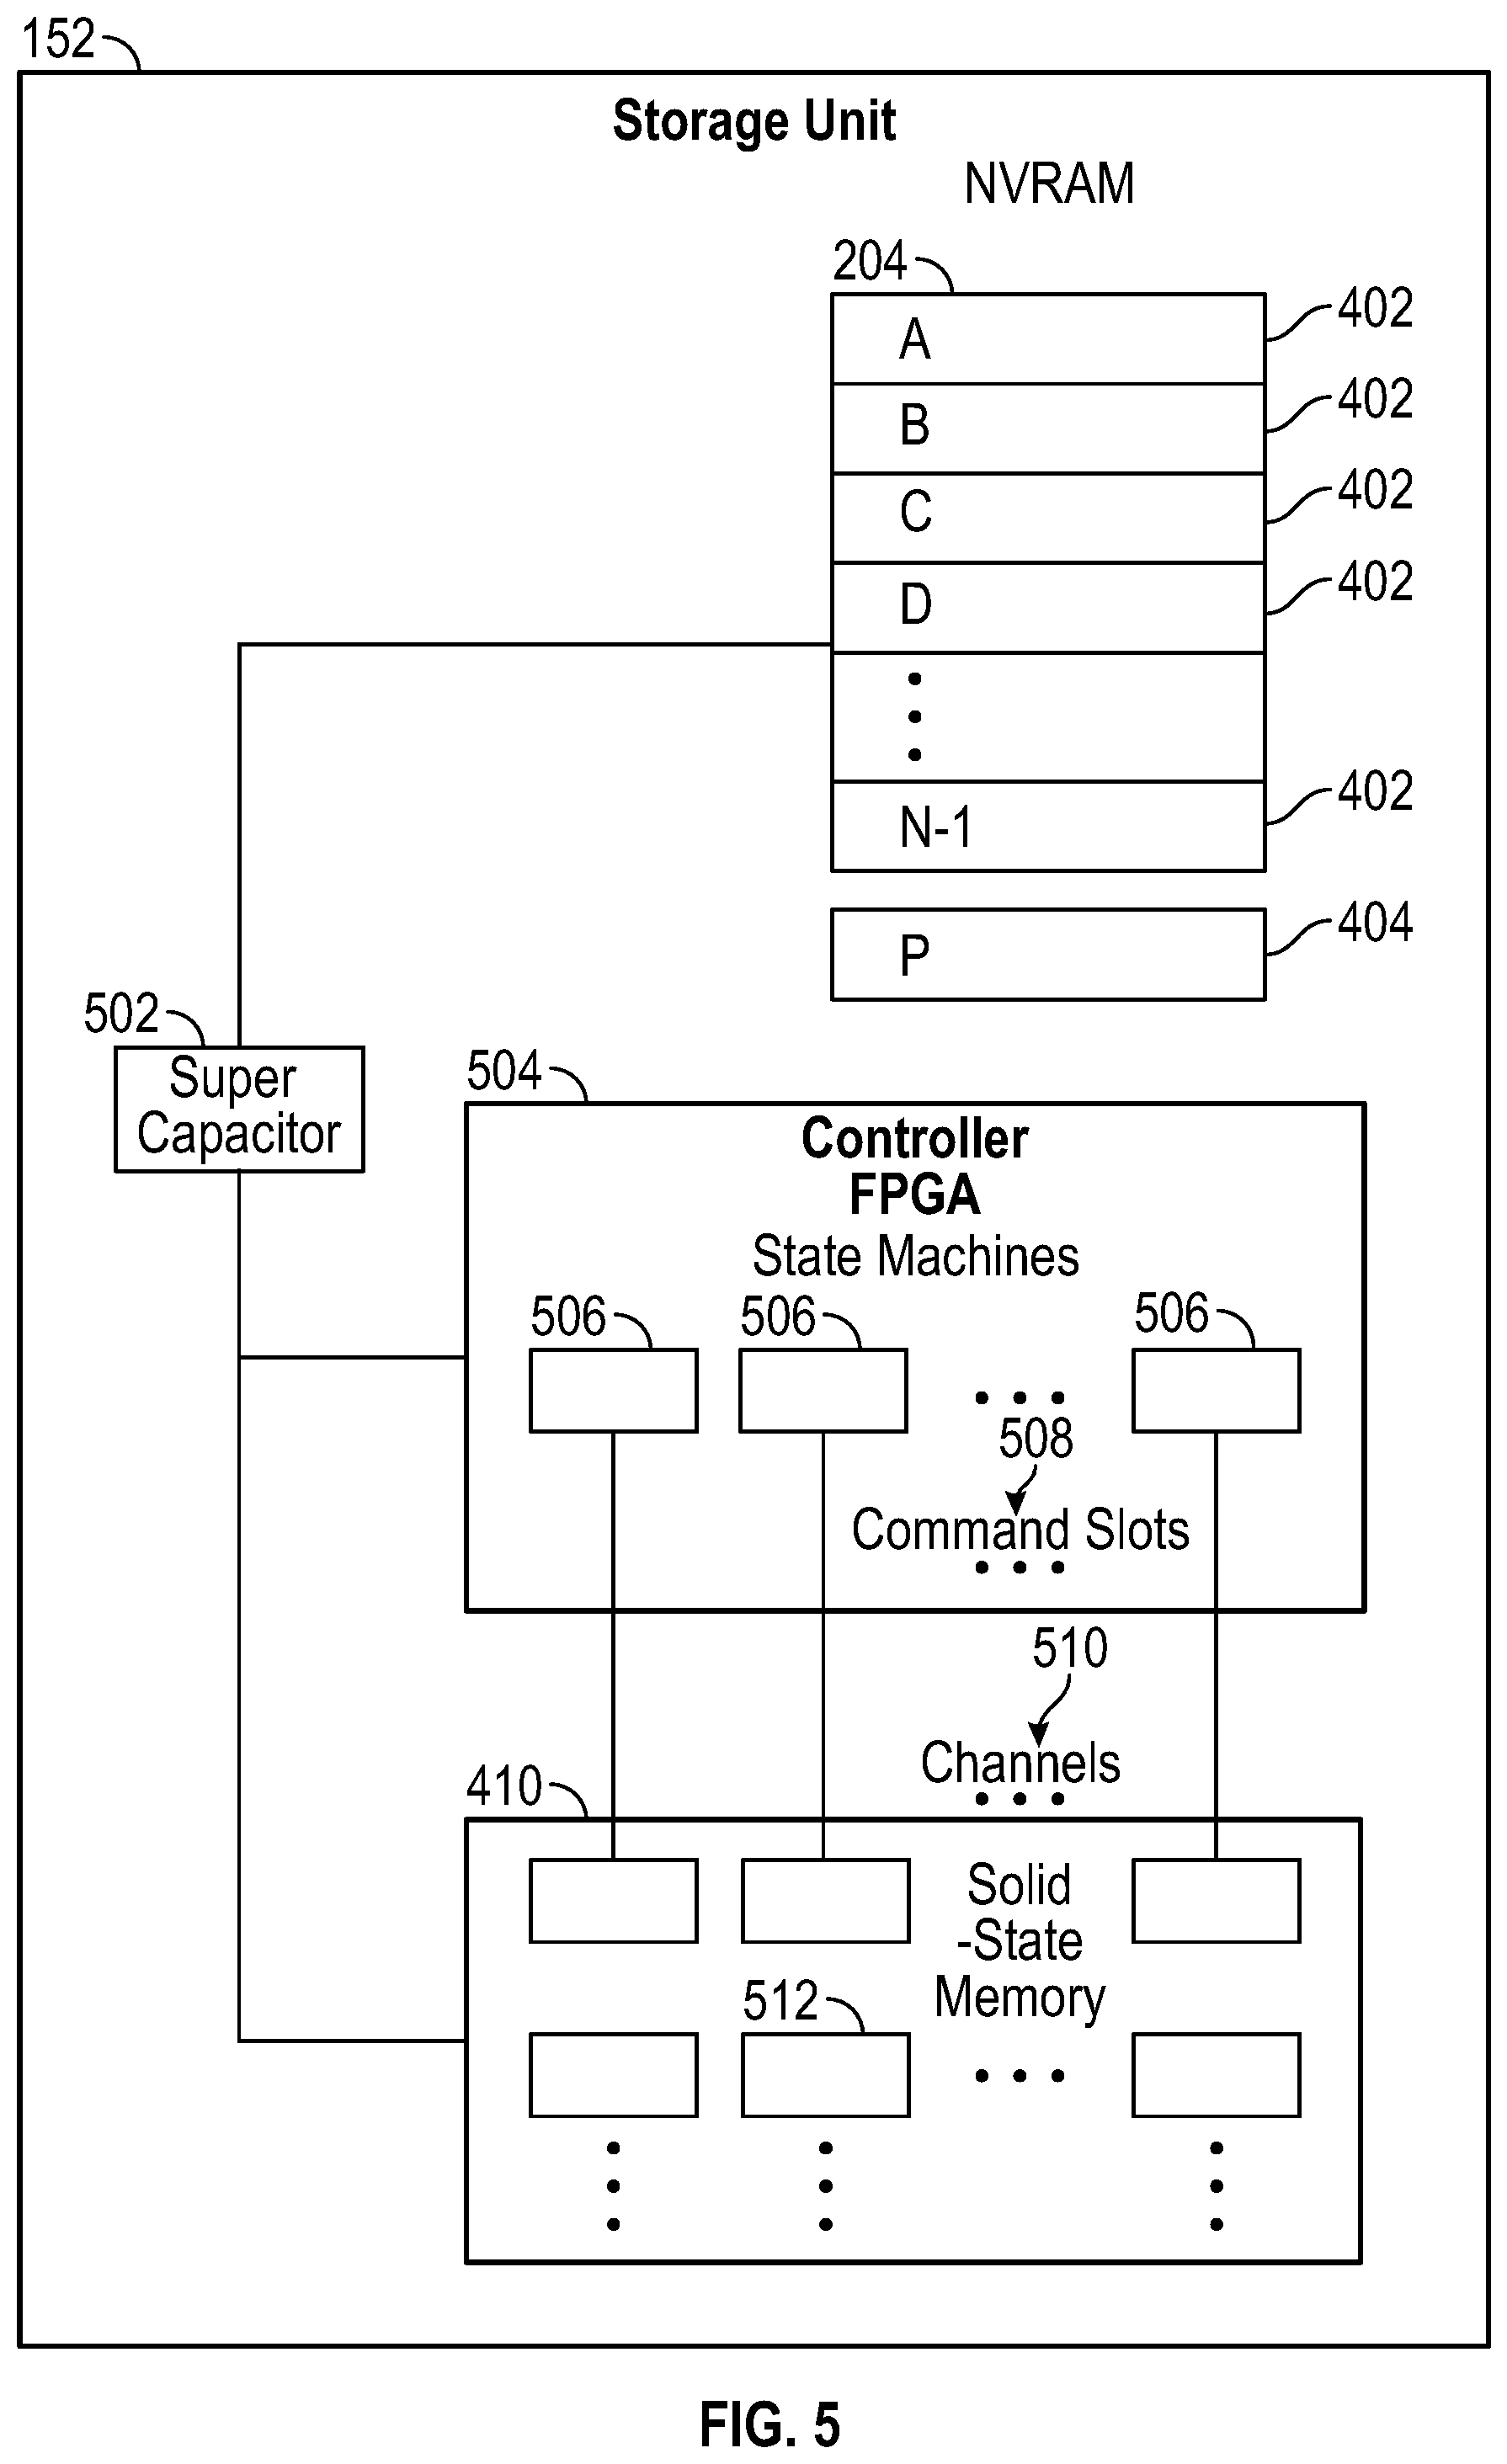 152
Storage Unit
NVRAM
204
A
402
B
402
C
402
D
402
N-1
402
P
404
502
Super
Capacitor
504
Controller
FPGA
State Machines
506
506
506
508
Command Slots
510
Channels
410
Solid
-State
Memory
512
FIG. 5